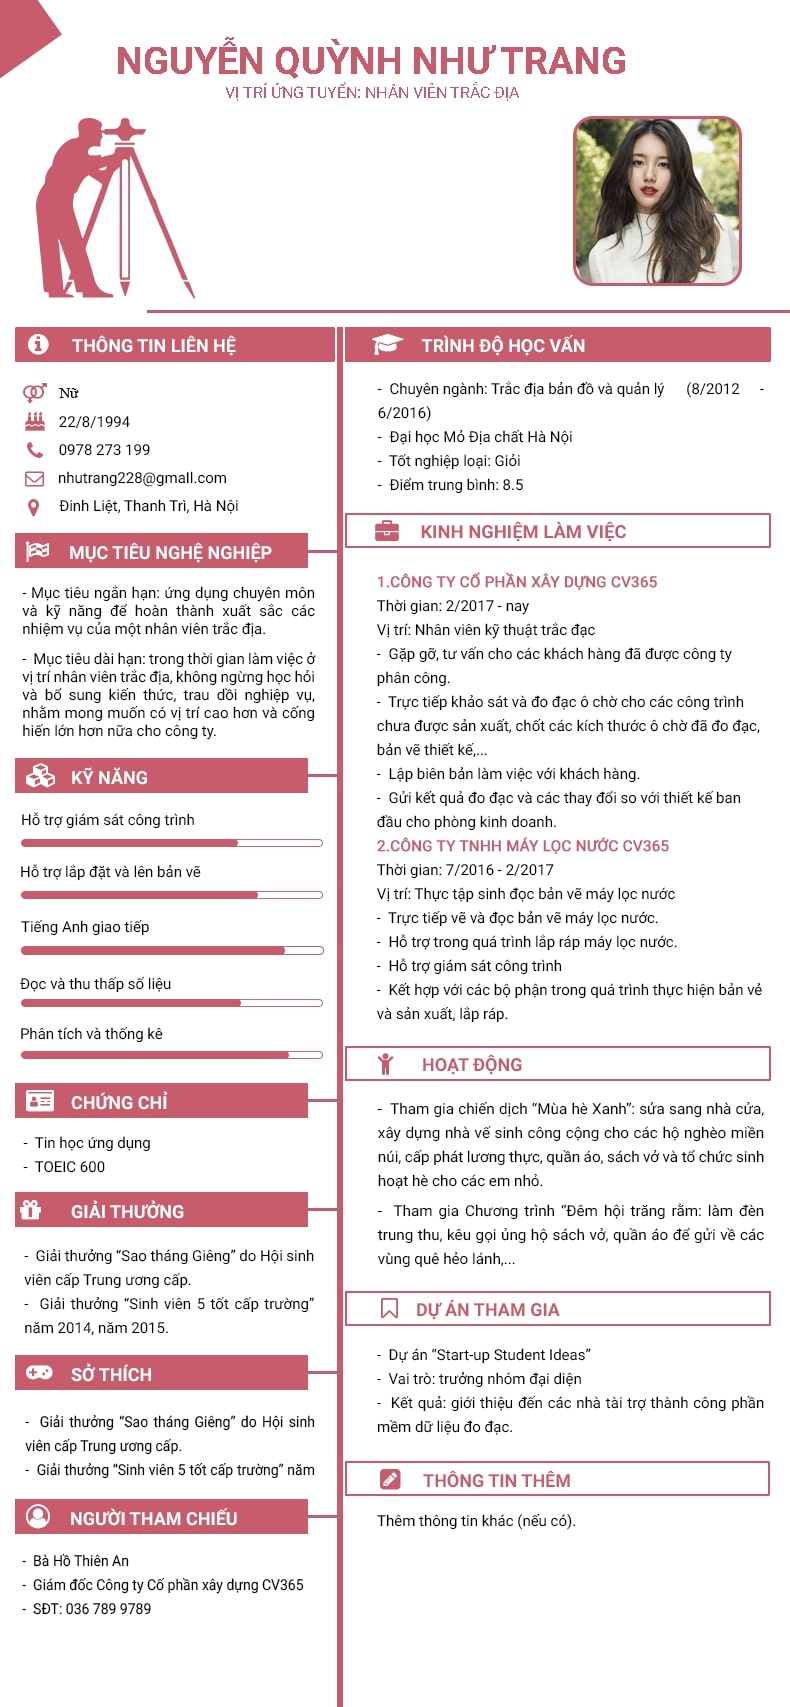 NGUYỄN QUỲNH NHƯ TRANG
VỊ TRÍ ỨNG TUYỂN: NHÂN VIÊN TRẮC ĐỊA
THÔNG TIN LIÊN HỆ
Nữ
22/8/1994
0978 273 199
nhutrang228@gmall.com
Đinh Liệt, Thanh Trì, Hà Nội
MỤC TIÊU NGHỆ NGHIỆP
- Mục tiêu ngắn hạn: ứng dụng chuyên môn
và kỹ năng để hoàn thành xuất sắc các
nhiệm vụ của một nhân viên trắc địa.
- Mục tiêu dài hạn: trong thời gian làm việc ở
vị trí nhân viên trắc địa, không ngừng học hỏi
và bổ sung kiến thức, trau dồi nghiệp vụ,
nhằm mong muốn có vị trí cao hơn và cống
hiến lớn hơn nữa cho công ty.
KỸ NĂNG
Hỗ trợ giám sát công trình
Hỗ trợ lắp đặt và lên bản vẽ
Tiếng Anh giao tiếp
Đọc và thu thập số liệu
Phân tích và thống kê
CHỨNG CHỈ
- Tin học ứng dụng
- TOEIC 600
GIẢI THƯỞNG
- Giải thưởng “Sao tháng Giêng” do Hội sinh
viên cấp Trung ương cấp.
- Giải thưởng “Sinh viên 5 tốt cấp trường”
năm 2014, năm 2015.
SỞ THÍCH
- Giải thưởng “Sao tháng Giêng” do Hội sinh
viên cấp Trung ương cấp.
- Giải thưởng “Sinh viên 5 tốt cấp trường” năm
NGƯỜI THAM CHIẾU
- Bà Hồ Thiên An
- Giám đốc Công ty Cổ phần xây dựng CV365
- SĐT: 036 789 9789
TRÌNH ĐỘ HỌC VẤN
- Chuyên ngành: Trắc địa bản đồ và quản lý (8/2012 -
6/2016)
- Đại học Mỏ Địa chất Hà Nội
- Tốt nghiệp loại: Giỏi
- Điểm trung bình: 8.5
KINH NGHIỆM LÀM VIỆC
1.CÔNG TY CỔ PHẦN XÂY DỰNG CV365
Thời gian: 2/2017 - nay
Vị trí: Nhân viên kỹ thuật trắc đạc
- Gặp gỡ, tư vấn cho các khách hàng đã được công ty
phân công.
- Trực tiếp khảo sát và đo đạc ô chờ cho các công trình
chưa được sản xuất, chốt các kích thước ô chờ đã đo đạc,
bản vẽ thiết kế,...
- Lập biên bản làm việc với khách hàng.
- Gửi kết quả đo đạc và các thay đổi so với thiết kế ban
đầu cho phòng kinh doanh.
2.CÔNG TY TNHH MÁY LỌC NƯỚC CV365
Thời gian: 7/2016 - 2/2017
Vị trí: Thực tập sinh đọc bản vẽ máy lọc nước
- Trực tiếp vẽ và đọc bản vẽ máy lọc nước.
- Hỗ trợ trong quá trình lắp ráp máy lọc nước.
- Hỗ trợ giám sát công trình
- Kết hợp với các bộ phận trong quá trình thực hiện bản vẻ
và sản xuất, lắp ráp.
HOẠT ĐỘNG
- Tham gia chiến dịch “Mùa hè Xanh”: sửa sang nhà cửa,
xây dựng nhà vế sinh công cộng cho các hộ nghèo miền
núi, cấp phát lương thực, quần áo, sách vở và tổ chức sinh
hoạt hè cho các em nhỏ.
- Tham gia Chương trình “Đêm hội trăng rằm: làm đèn
trung thu, kêu gọi ủng hộ sách vở, quần áo để gửi về các
vùng quê hẻo lánh,...
DỰ ÁN THAM GIA
- Dự án “Start-up Student Ideas”
- Vai trò: trưởng nhóm đại diện
- Kết quả: giới thiệu đến các nhà tài trợ thành công phần
mềm dữ liệu đo đạc.
THÔNG TIN THÊM
Thêm thông tin khác (nếu có).